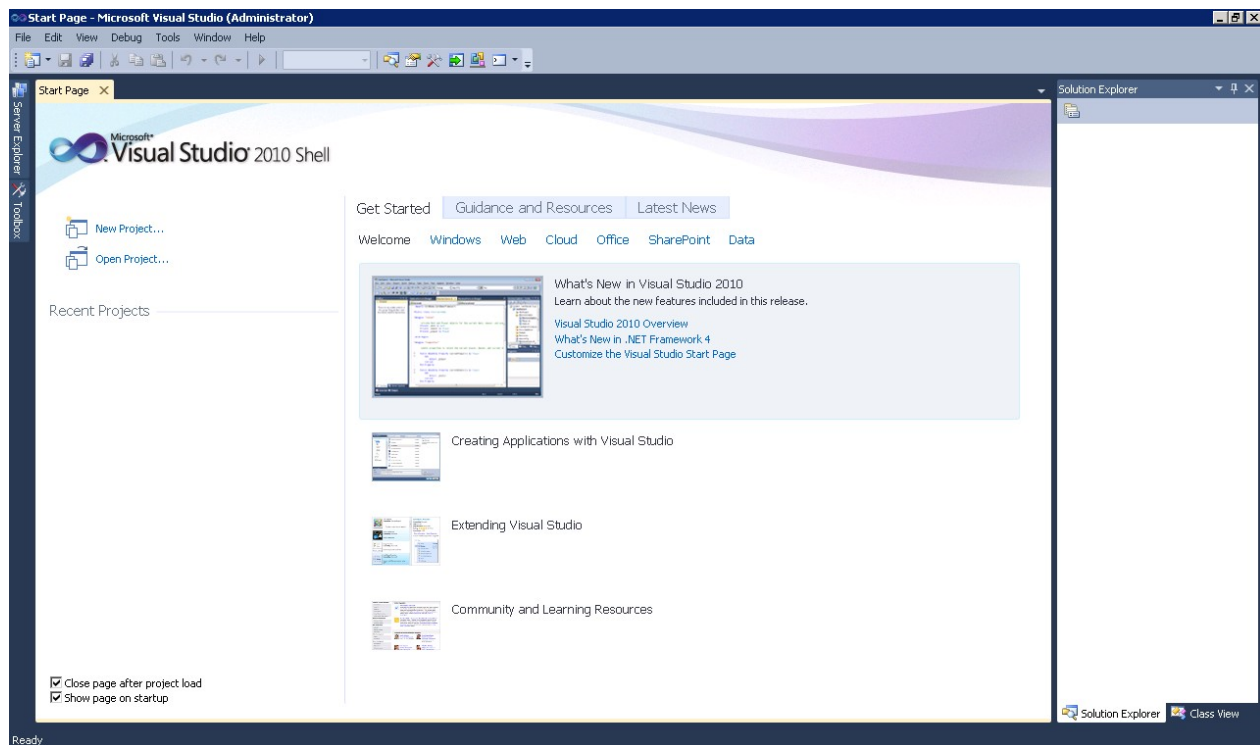 Start Page - Microsoft Visual Studio (Administrator)
File Edit View Debug Tools Window Help
Server Explorer
Toolbox
Start Page
Solution Explorer
Microsoft®
Visual Studio® 2010 Shell
New Project...
Open Project...
Recent Projects
Get Started Guidance and Resources Latest News
Welcome Windows Web Cloud Office SharePoint Data
What's New in Visual Studio 2010
Learn about the new features included in this release.
Visual Studio 2010 Overview
What's New in .NET Framework 4
Customize the Visual Studio Start Page
Creating Applications with Visual Studio
Extending Visual Studio
Community and Learning Resources
Close page after project load
Show page on startup
Solution Explorer Class View
Ready